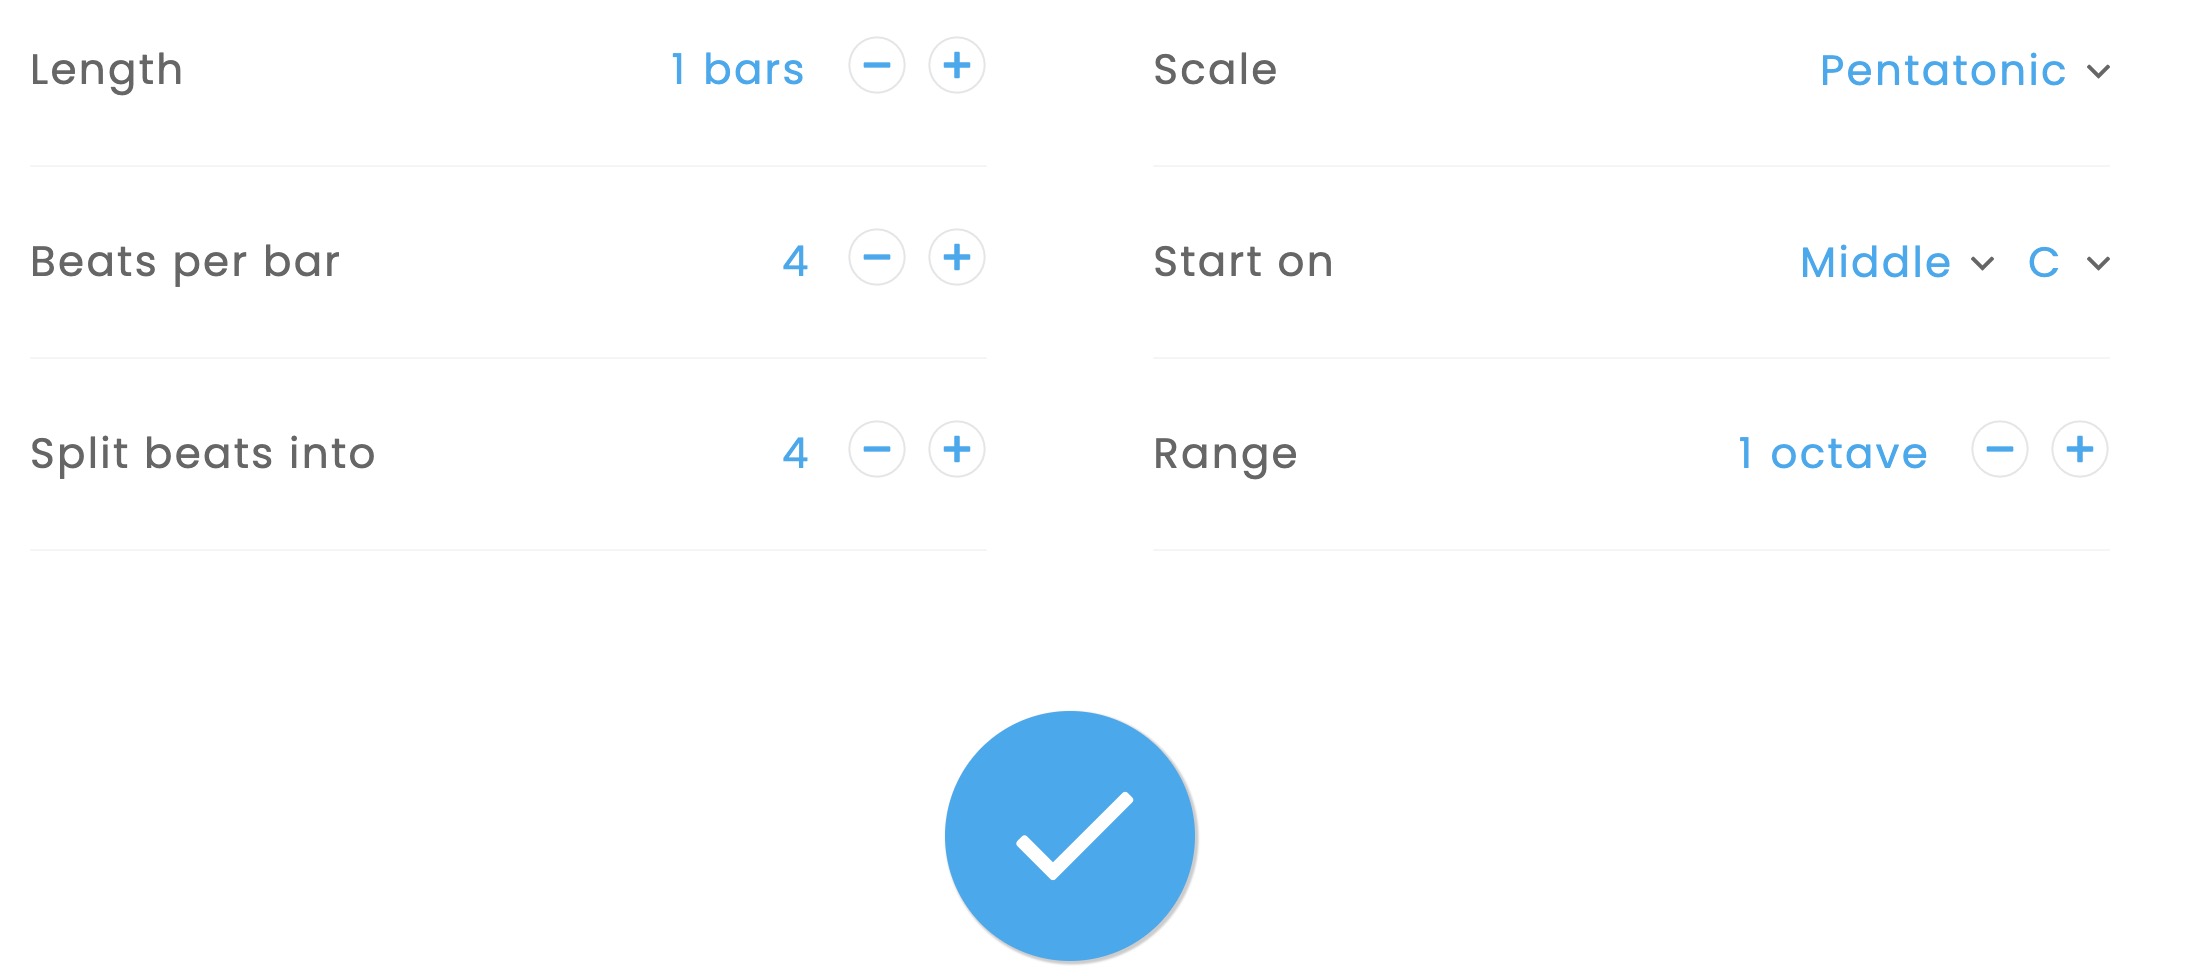 Length 1 bars
Scale Pentatonic
Beats per bar 4
Start on Middle C
Split beats into 4
Range 1 octave